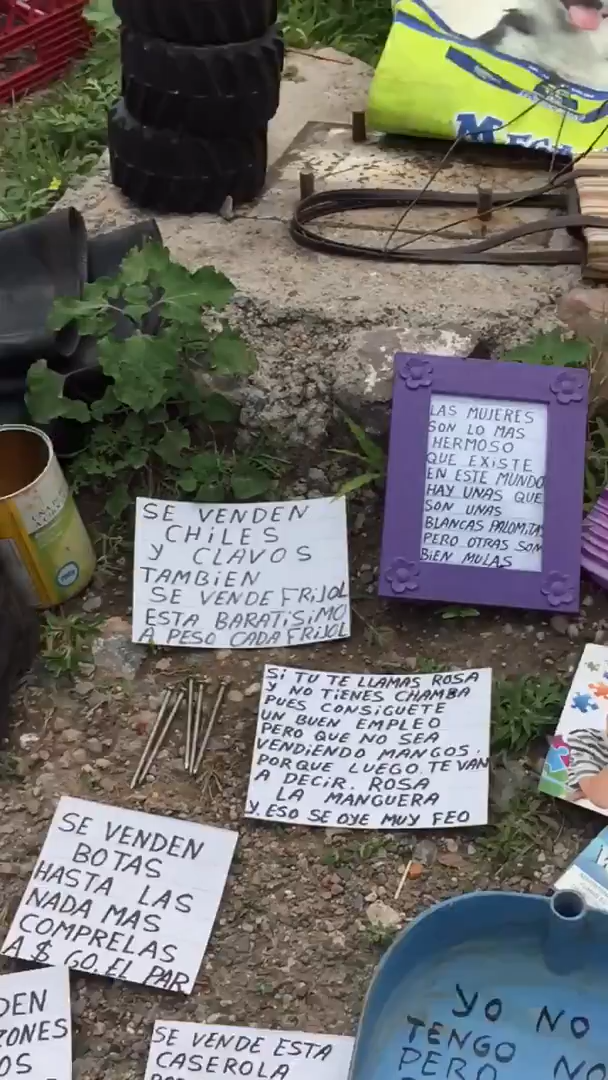 LAS MUJERES
SON LO MAS
HERMOSO
QUE EXISTE
EN ESTE MUNDO
HAY UNAS QUE
SON UNAS
BLANCAS PALOMITAS
PERO OTRAS SON
BIEN MULAS
SE VENDEN
CHILES
Y CLAVOS
TAMBIEN
SE VENDE FRIJOL
ESTA BARATISIMO
A PESO CADA FRIJOL
SI TU TE LLAMAS ROSA
Y NO TIENES CHAMBA
PUES CONSIGUETE
UN BUEN EMPLEO
PERO QUE NO SEA
VENDIENDO MANGOS.
PORQUE LUEGO TE VAN
A DECIR. ROSA
LA MANGUERA
Y ESO SE OYE MUY FEO
SE VENDEN
BOTAS
HASTA LAS
NADA MAS
COMPRELAS
A $ 60. EL PAR
SE VENDE ESTA
CASEROLA
YO NO
TENGO NO
PERO